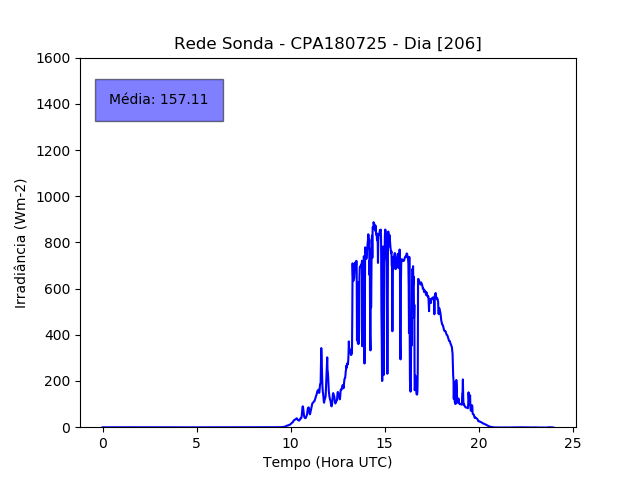 Rede Sonda - CPA180725 - Dia [206]
1600
Média: 157.11
1400
1200
1000
800
600
400
200
0
Irradiância (Wm-2)
0 5 10 15 20 25
Tempo (Hora UTC)